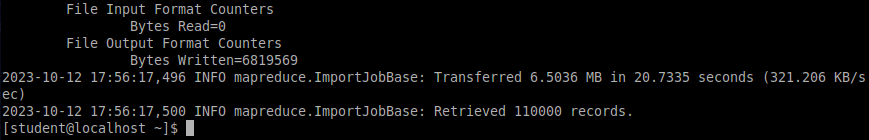 File Input Format Counters
Bytes Read=0
File Output Format Counters
Bytes Written=6819569
2023-10-12 17:56:17,496 INFO mapreduce.ImportJobBase: Transferred 6.5036 MB in 20.7335 seconds (321.206 KB/s
ec)
2023-10-12 17:56:17,500 INFO mapreduce.ImportJobBase: Retrieved 110000 records.
[student@localhost ~]$